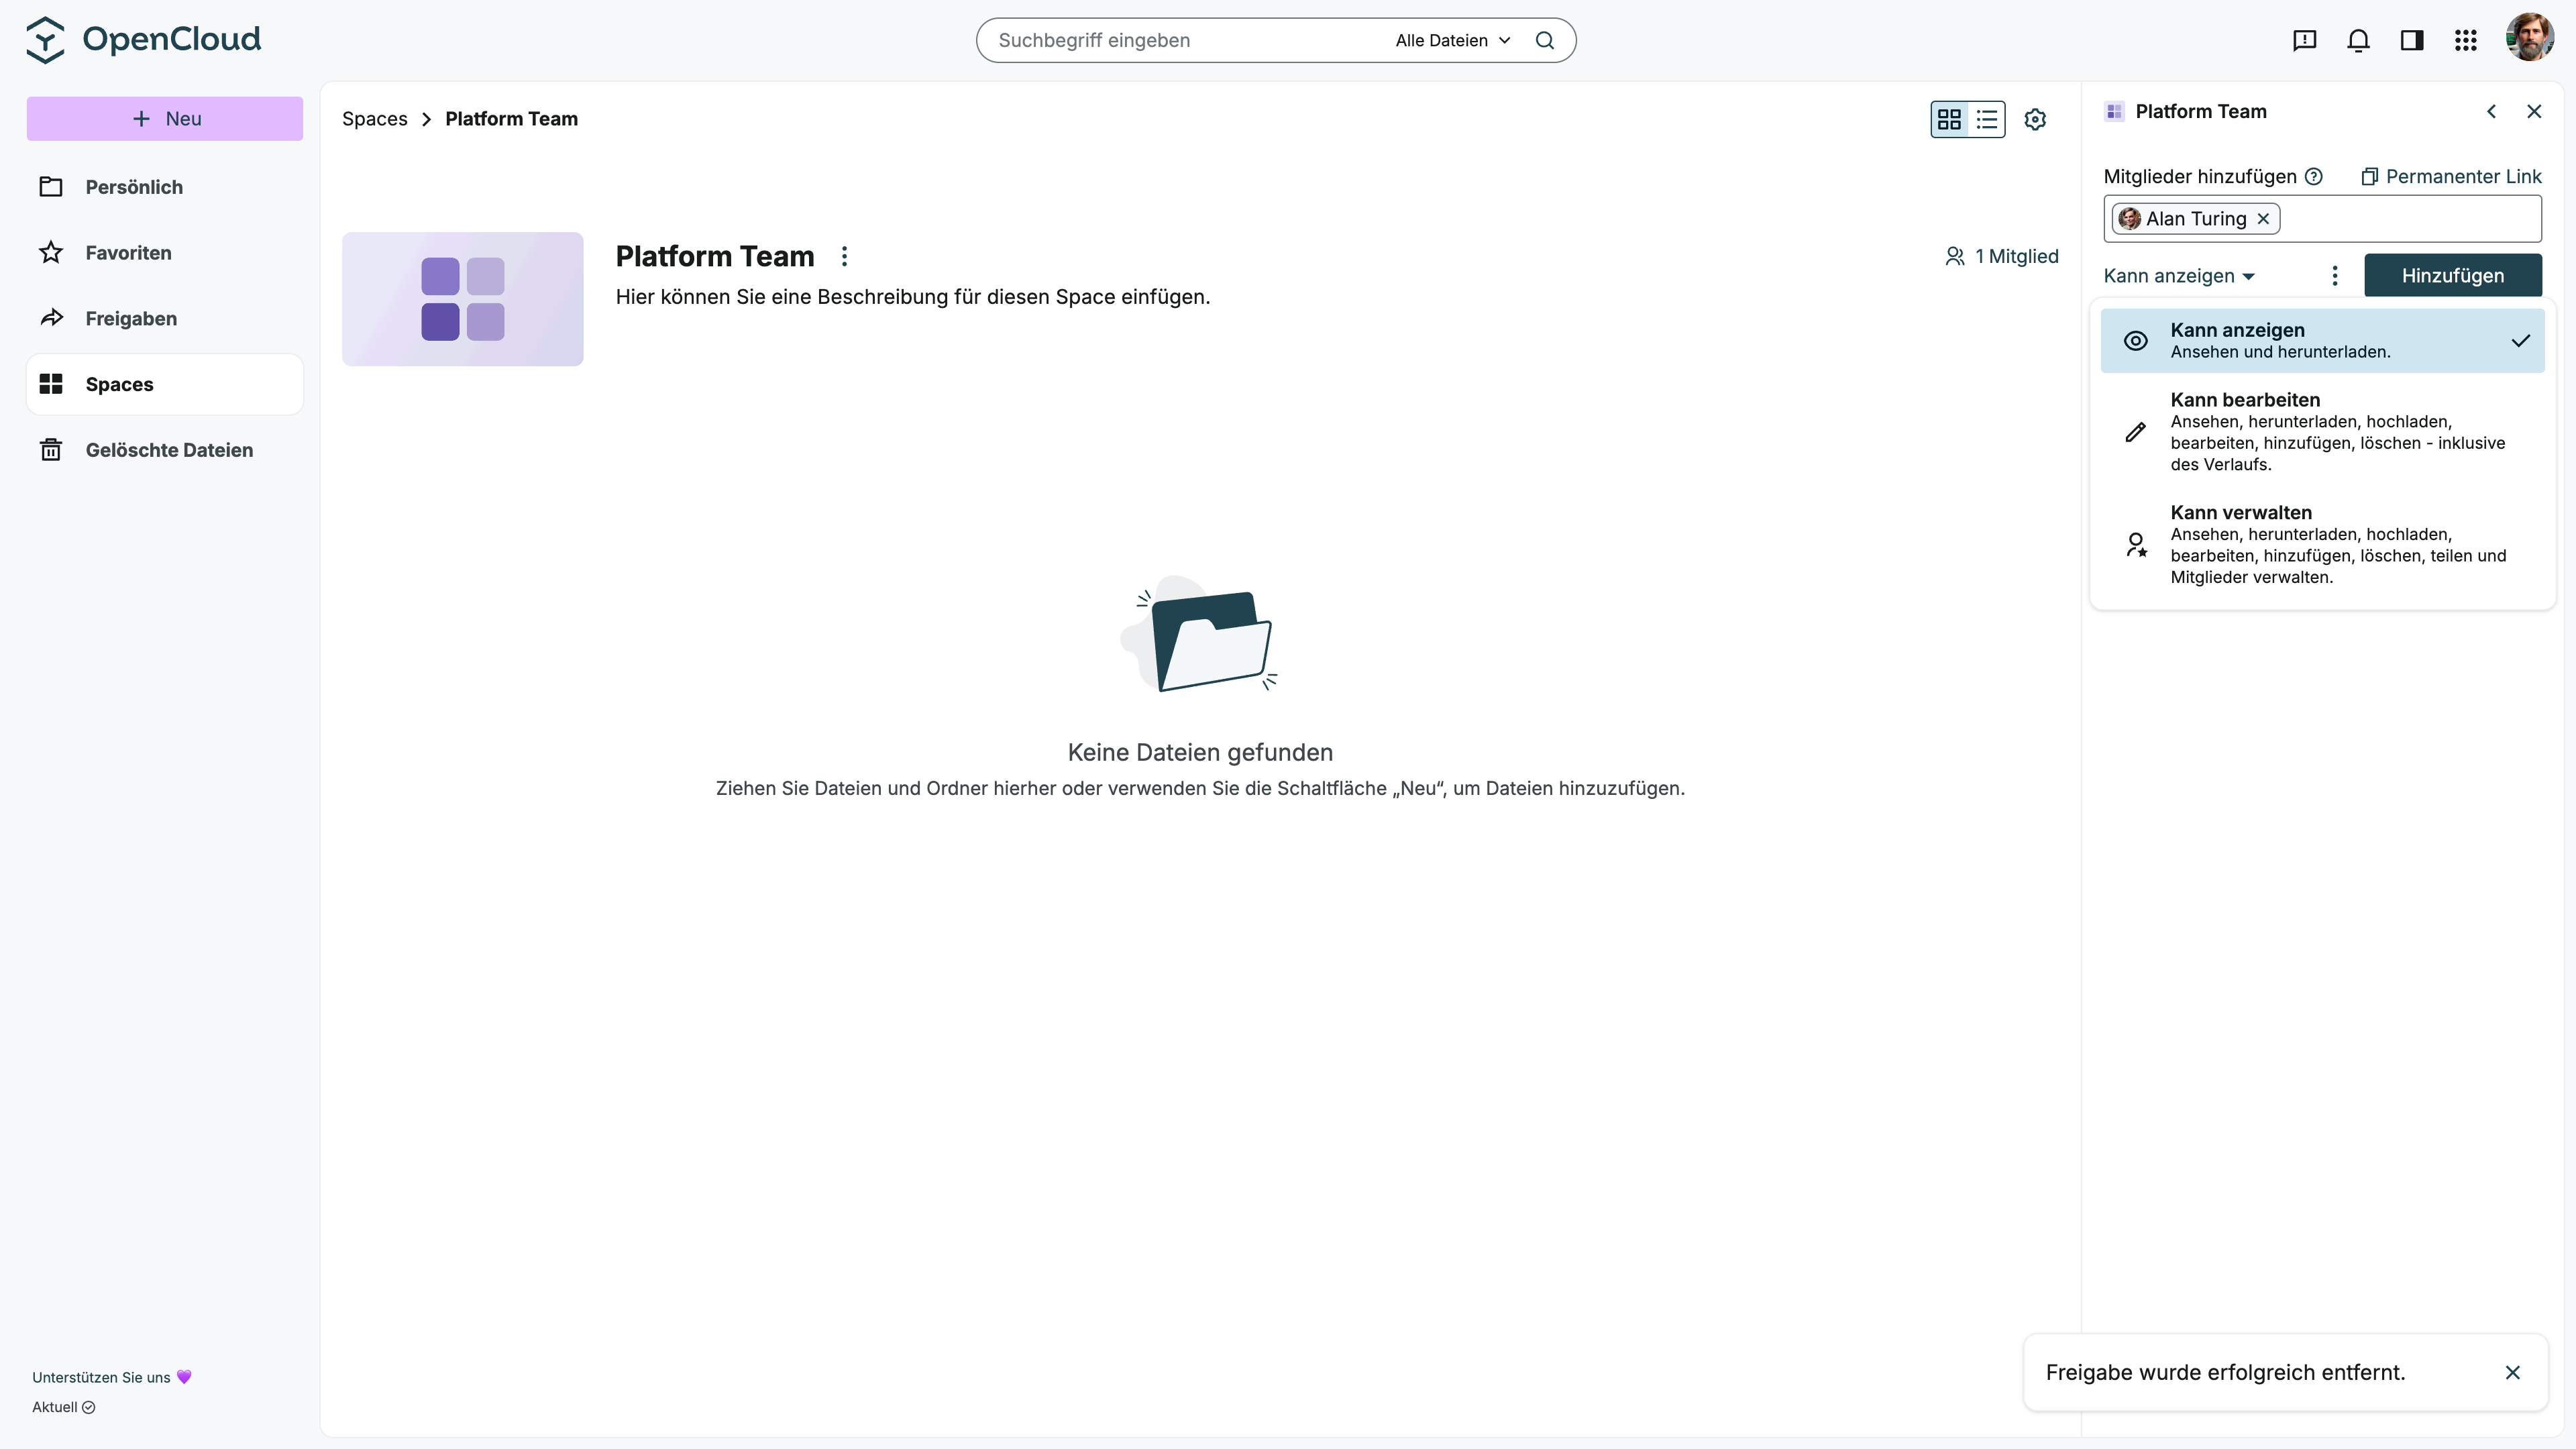 OpenCloud
Suchbegriff eingeben
Alle Dateien
Neu
Persönlich
Favoriten
Freigaben
Spaces
Gelöschte Dateien
Unterstützen Sie uns 💜
Aktuell
Spaces > Platform Team
Platform Team
Hier können Sie eine Beschreibung für diesen Space einfügen.
1 Mitglied
Keine Dateien gefunden
Ziehen Sie Dateien und Ordner hierher oder verwenden Sie die Schaltfläche „Neu“, um Dateien hinzuzufügen.
Platform Team
Mitglieder hinzufügen
Permanenter Link
Alan Turing
Kann anzeigen
Hinzufügen
Kann anzeigen
Ansehen und herunterladen.
Kann bearbeiten
Ansehen, herunterladen, hochladen,
bearbeiten, hinzufügen, löschen - inklusive
des Verlaufs.
Kann verwalten
Ansehen, herunterladen, hochladen,
bearbeiten, hinzufügen, löschen, teilen und
Mitglieder verwalten.
Freigabe wurde erfolgreich entfernt.